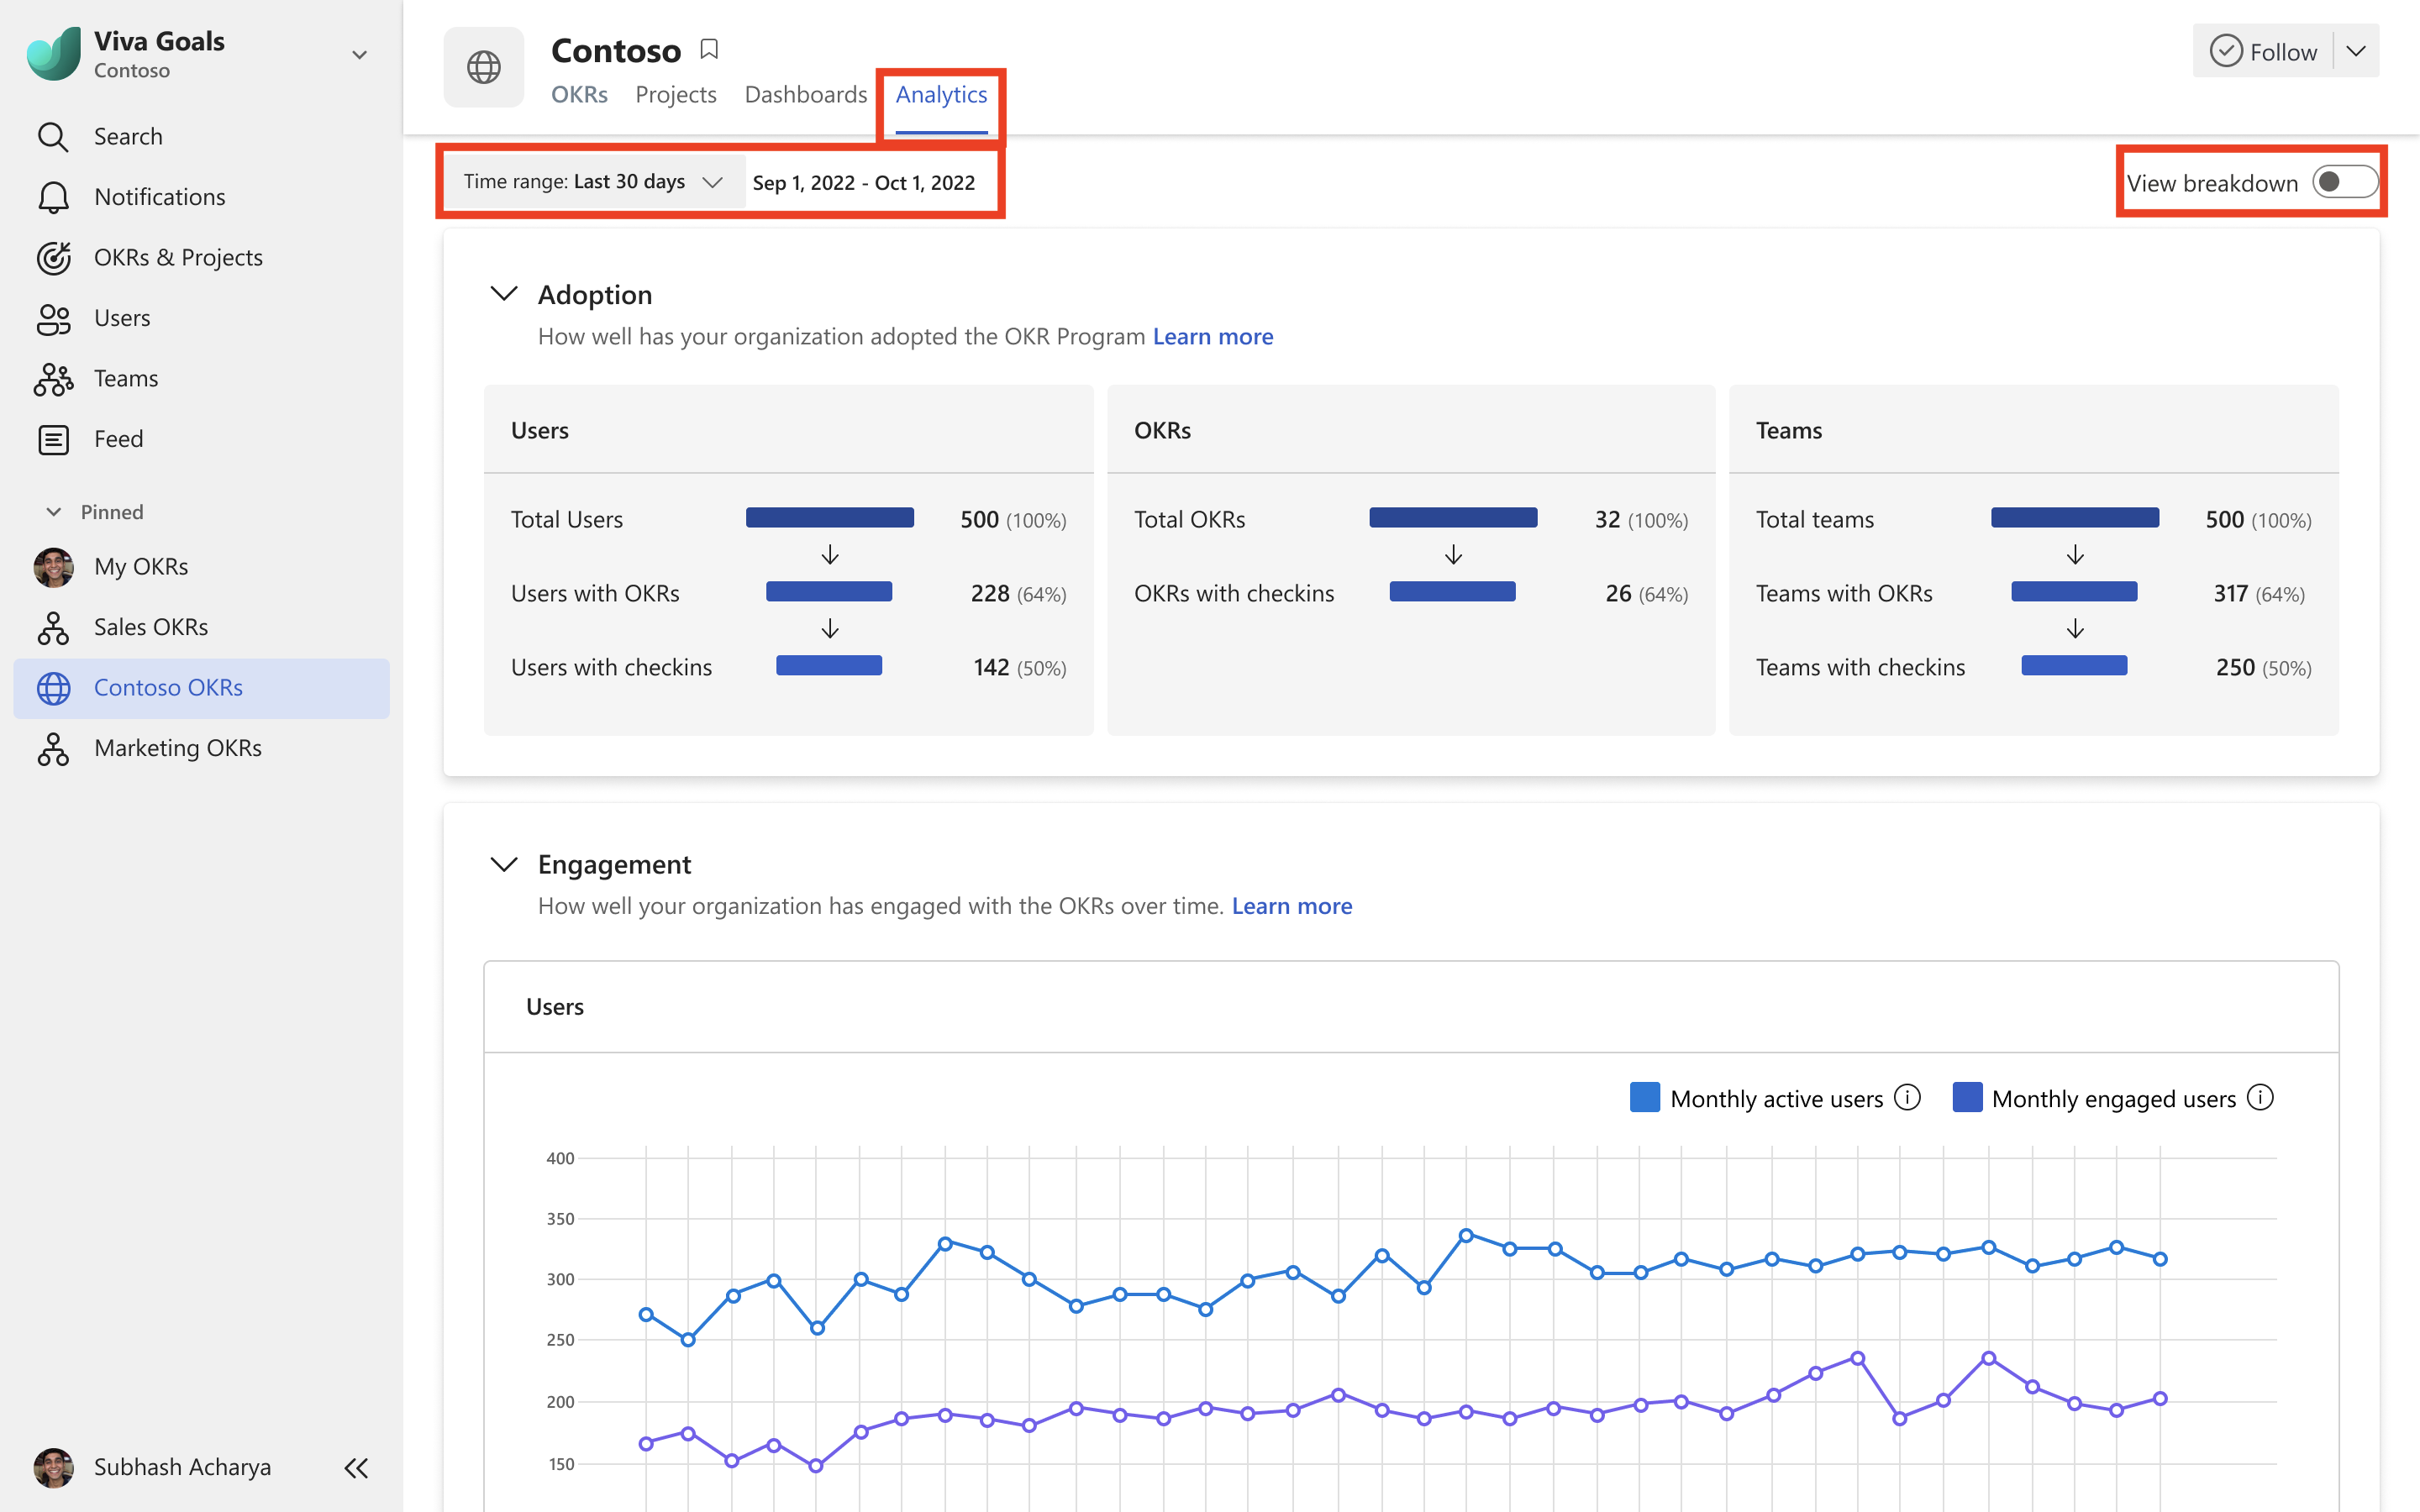 Viva Goals
Contoso
Search
Notifications
OKRs & Projects
Users
Teams
Feed
Pinned
My OKRs
Sales OKRs
Contoso OKRs
Marketing OKRs
Subhash Acharya
Contoso
Follow
OKRs Projects Dashboards Analytics
Time range: Last 30 days Sep 1, 2022 - Oct 1, 2022
View breakdown
Adoption
How well has your organization adopted the OKR Program Learn more
Users
Total Users 500 (100%)
Users with OKRs 228 (64%)
Users with checkins 142 (50%)
OKRs
Total OKRs 32 (100%)
OKRs with checkins 26 (64%)
Teams
Total teams 500 (100%)
Teams with OKRs 317 (64%)
Teams with checkins 250 (50%)
Engagement
How well your organization has engaged with the OKRs over time. Learn more
Users
Monthly active users Monthly engaged users
400
350
300
250
200
150